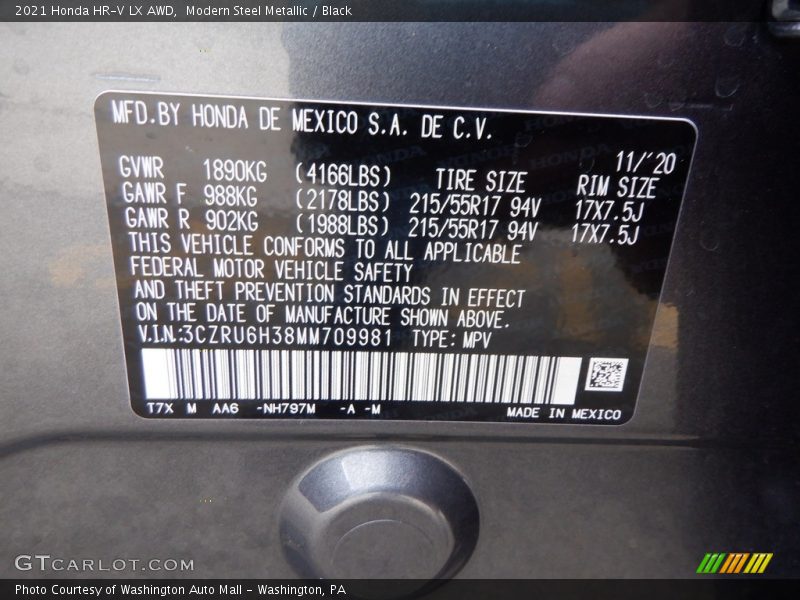 2021 Honda HR-V LX AWD,  Modern Steel Metallic / Black
MFD.BY HONDA DE MEXICO S.A. DE C.V.
11/'20
GVWR 1890KG (4166LBS) TIRE SIZE RIM SIZE
GAWR F 988KG (2178LBS) 215/55R17 94V 17X7.5J
GAWR R 902KG (1988LBS) 215/55R17 94V 17X7.5J
THIS VEHICLE CONFORMS TO ALL APPLICABLE
FEDERAL MOTOR VEHICLE SAFETY
AND THEFT PREVENTION STANDARDS IN EFFECT
ON THE DATE OF MANUFACTURE SHOWN ABOVE.
V.I.N:3CZRU6H38MM709981 TYPE: MPV
T7X M AA6 -NH797M -A -M MADE IN MEXICO
GTCARLOT.COM
Photo Courtesy of Washington Auto Mall - Washington, PA